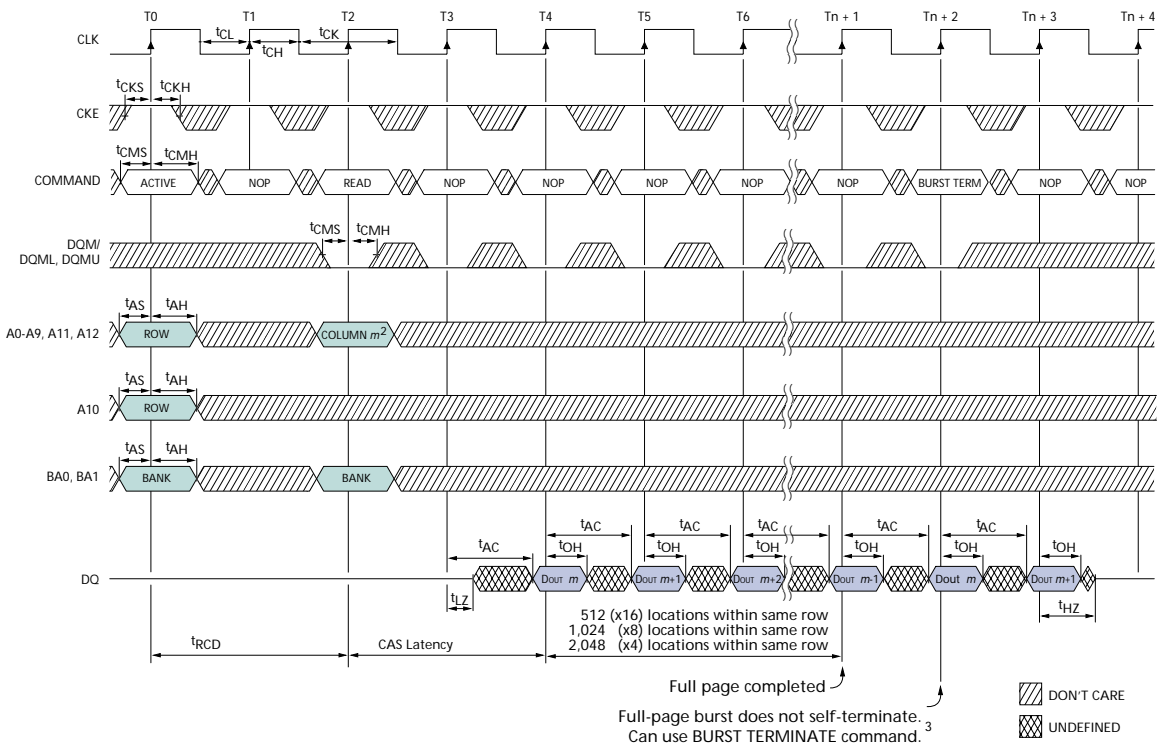 T0 T1 T2 T3 T4 T5 T6 Tn + 1 Tn + 2 Tn + 3 Tn + 4
CLK
tCL tCH tCK
CKE
tCKS tCKH
COMMAND
tCMS tCMH
ACTIVE NOP READ NOP NOP NOP NOP NOP BURST TERM NOP NOP
DQM/
DQML, DQMU
tCMS tCMH
A0-A9, A11, A12
tAS tAH
ROW COLUMN m2
A10
tAS tAH
ROW
BA0, BA1
tAS tAH
BANK BANK
tAC tAC tAC tAC tAC tAC
tOH tOH tOH tOH tOH tOH
DQ
DOUT m DOUT m+1 DOUT m+2 DOUT m-1 Dout m DOUT m+1
tLZ tHZ
512 (x16) locations within same row
1,024 (x8) locations within same row
2,048 (x4) locations within same row
tRCD CAS Latency
Full page completed
Full-page burst does not self-terminate.
Can use BURST TERMINATE command. 3
DON'T CARE
UNDEFINED